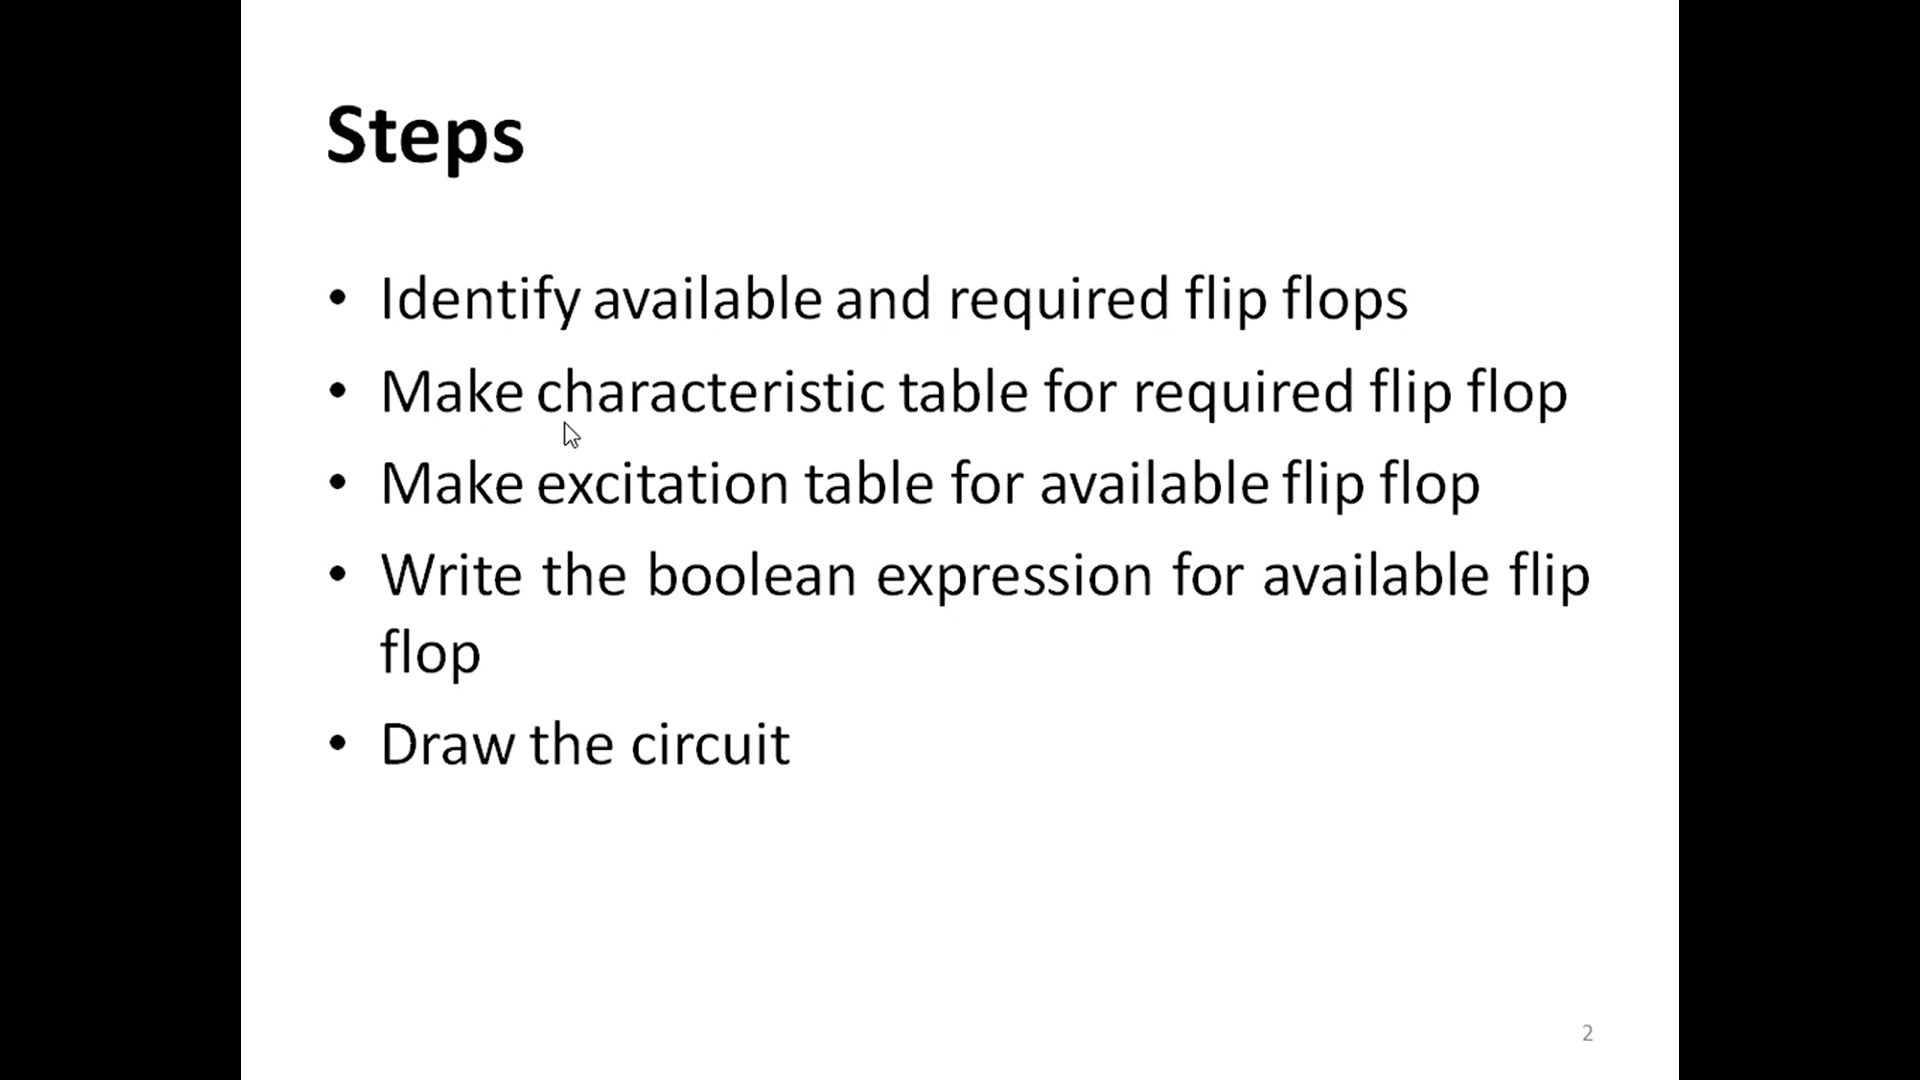 Steps
• Identify available and required flip flops
• Make characteristic table for required flip flop
• Make excitation table for available flip flop
• Write the boolean expression for available flip
flop
• Draw the circuit
2